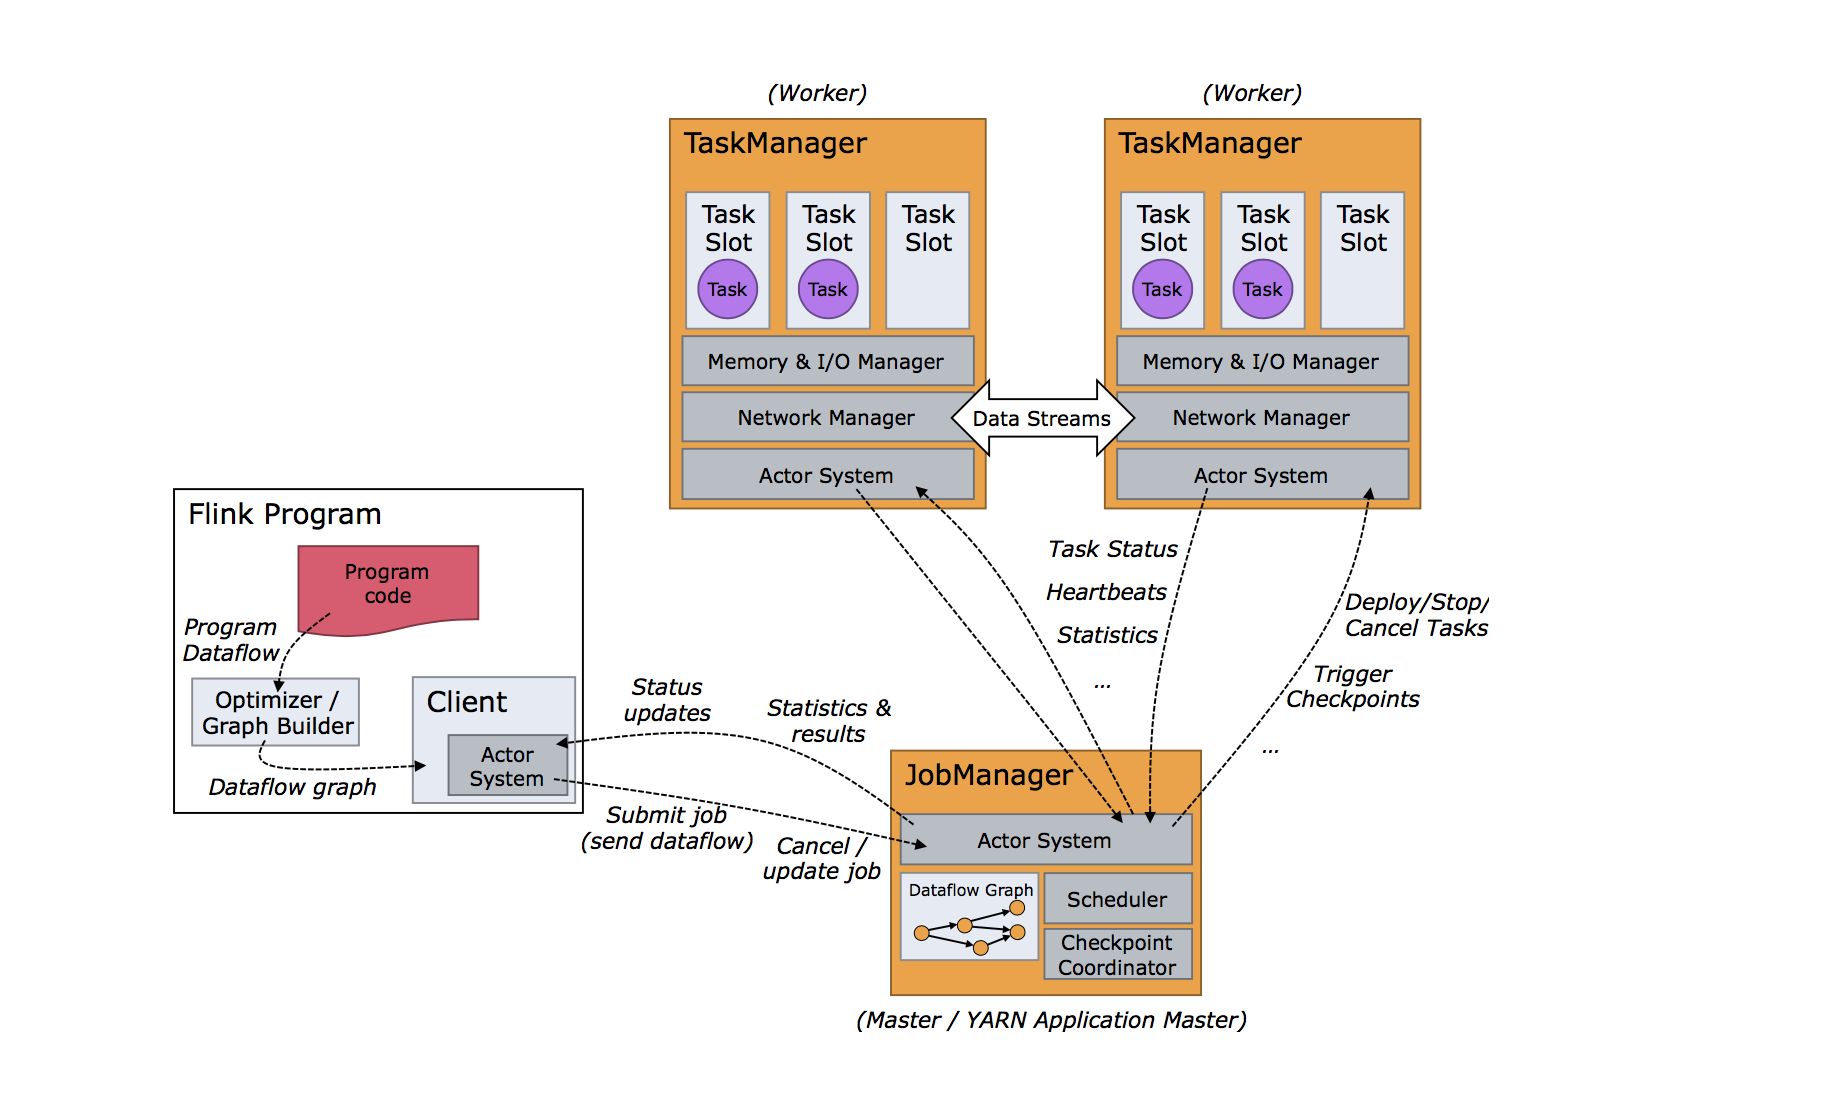 (Worker)
(Worker)
TaskManager
TaskManager
Task
Slot
Task
Task
Slot
Task
Task
Slot
Task
Slot
Task
Task
Slot
Task
Task
Slot
Memory & I/O Manager
Memory & I/O Manager
Network Manager
Data Streams
Network Manager
Actor System
Actor System
Flink Program
Program
code
Program
Dataflow
Optimizer /
Graph Builder
Dataflow graph
Client
Actor
System
Status
updates
Statistics &
results
Submit job
(send dataflow)
Cancel /
update job
Task Status
Heartbeats
Statistics
...
Deploy/Stop/
Cancel Tasks
Trigger
Checkpoints
...
JobManager
Actor System
Dataflow Graph
Scheduler
Checkpoint
Coordinator
(Master / YARN Application Master)